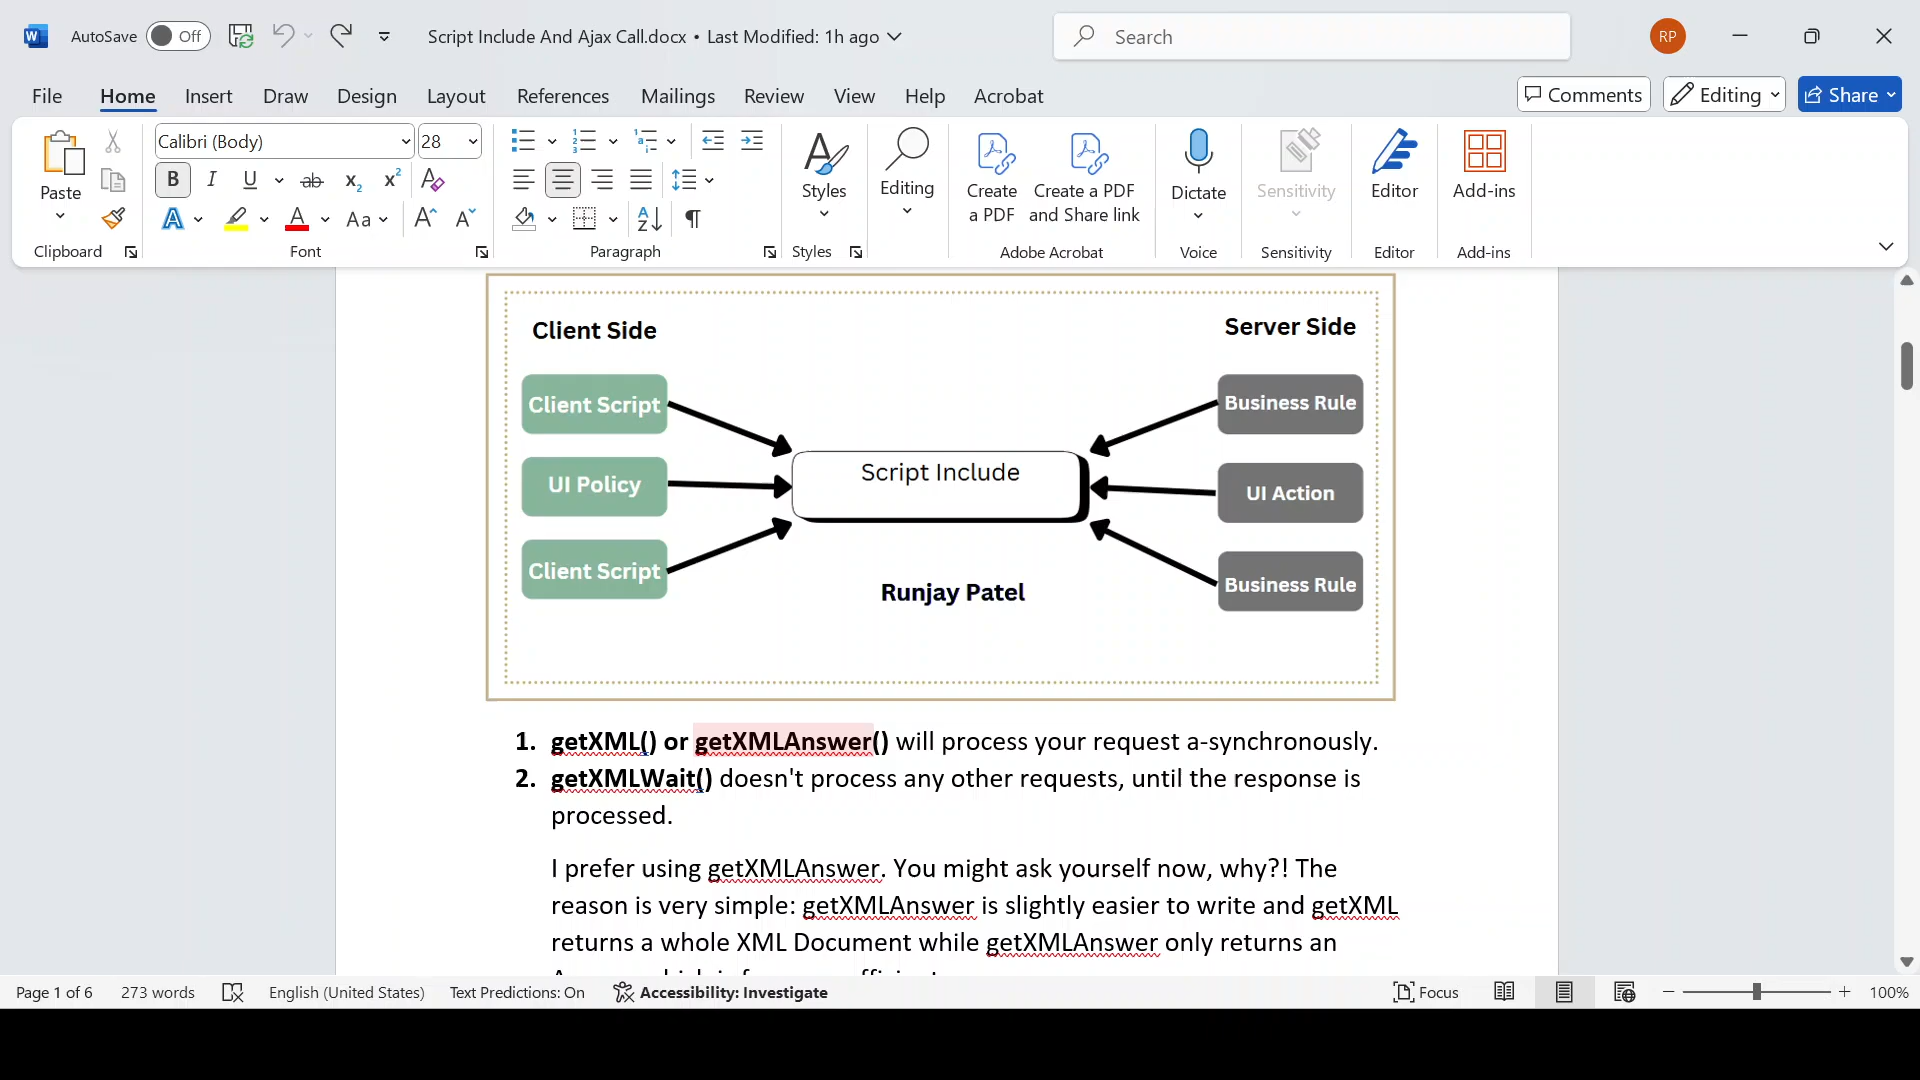 AutoSave Off Script Include And Ajax Call.docx • Last Modified: 1h ago Search RP
File Home Insert Draw Design Layout References Mailings Review View Help Acrobat Comments Editing Share
Calibri (Body) 28
Paste
Styles
Editing
Create a PDF
Create a PDF and Share link
Dictate
Sensitivity
Editor
Add-ins
Clipboard Font Paragraph Styles Adobe Acrobat Voice Sensitivity Editor Add-ins
Client Side Server Side
Client Script Business Rule
Script Include
UI Policy UI Action
Client Script Business Rule
Runjay Patel
1. getXML() or getXMLAnswer() will process your request a-synchronously.
2. getXMLWait() doesn't process any other requests, until the response is
processed.
I prefer using getXMLAnswer. You might ask yourself now, why?! The
reason is very simple: getXMLAnswer is slightly easier to write and getXML
returns a whole XML Document while getXMLAnswer only returns an
Page 1 of 6 273 words English (United States) Text Predictions: On Accessibility: Investigate Focus 100%